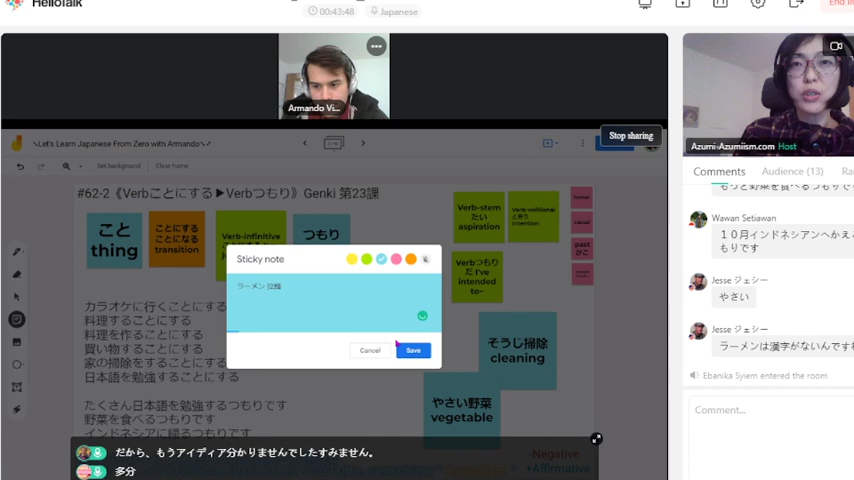 HelloTalk
00:43:48
Japanese
End li
Armando Vi...
Stop sharing
Azumi-Azumiism.com Host
\Let's Learn Japanese From Zero with Armando/
Set background
Clear frame
#62-2《Verbことにする▶Verbつもり》Genki 第23課
こと
thing
ことにする
ことになる
transition
Verb-infinitive
つもり
Verb-stem
たい
aspiration
Verb volitional
と思う
intention
past
かこ
Verbつもり
だ I've
intended
to~
Sticky note
ラーメン 拉麺
Cancel
Save
カラオケに行くことにする
料理することにする
料理を作ることにする
買い物することにする
家の掃除をすることにする
日本語を勉強することにする
たくさん日本語を勉強するつもりです
野菜を食べるつもりです
インドネシアに帰るつもりです
そうじ掃除
cleaning
やさい野菜
vegetable
-Negative
+Affirmative
だから、もうアイディア分かりませんでしたすみません。
多分
Comments
Audience (13)
Ra
もっと野菜を食べるつもりで
Wawan Setiawan
１０月インドネシアンへかえ
もりです
Jesse ジェシー
やさい
Jesse ジェシー
ラーメンは漢字がないんですね
Ebanika Syiem entered the room
Comment...